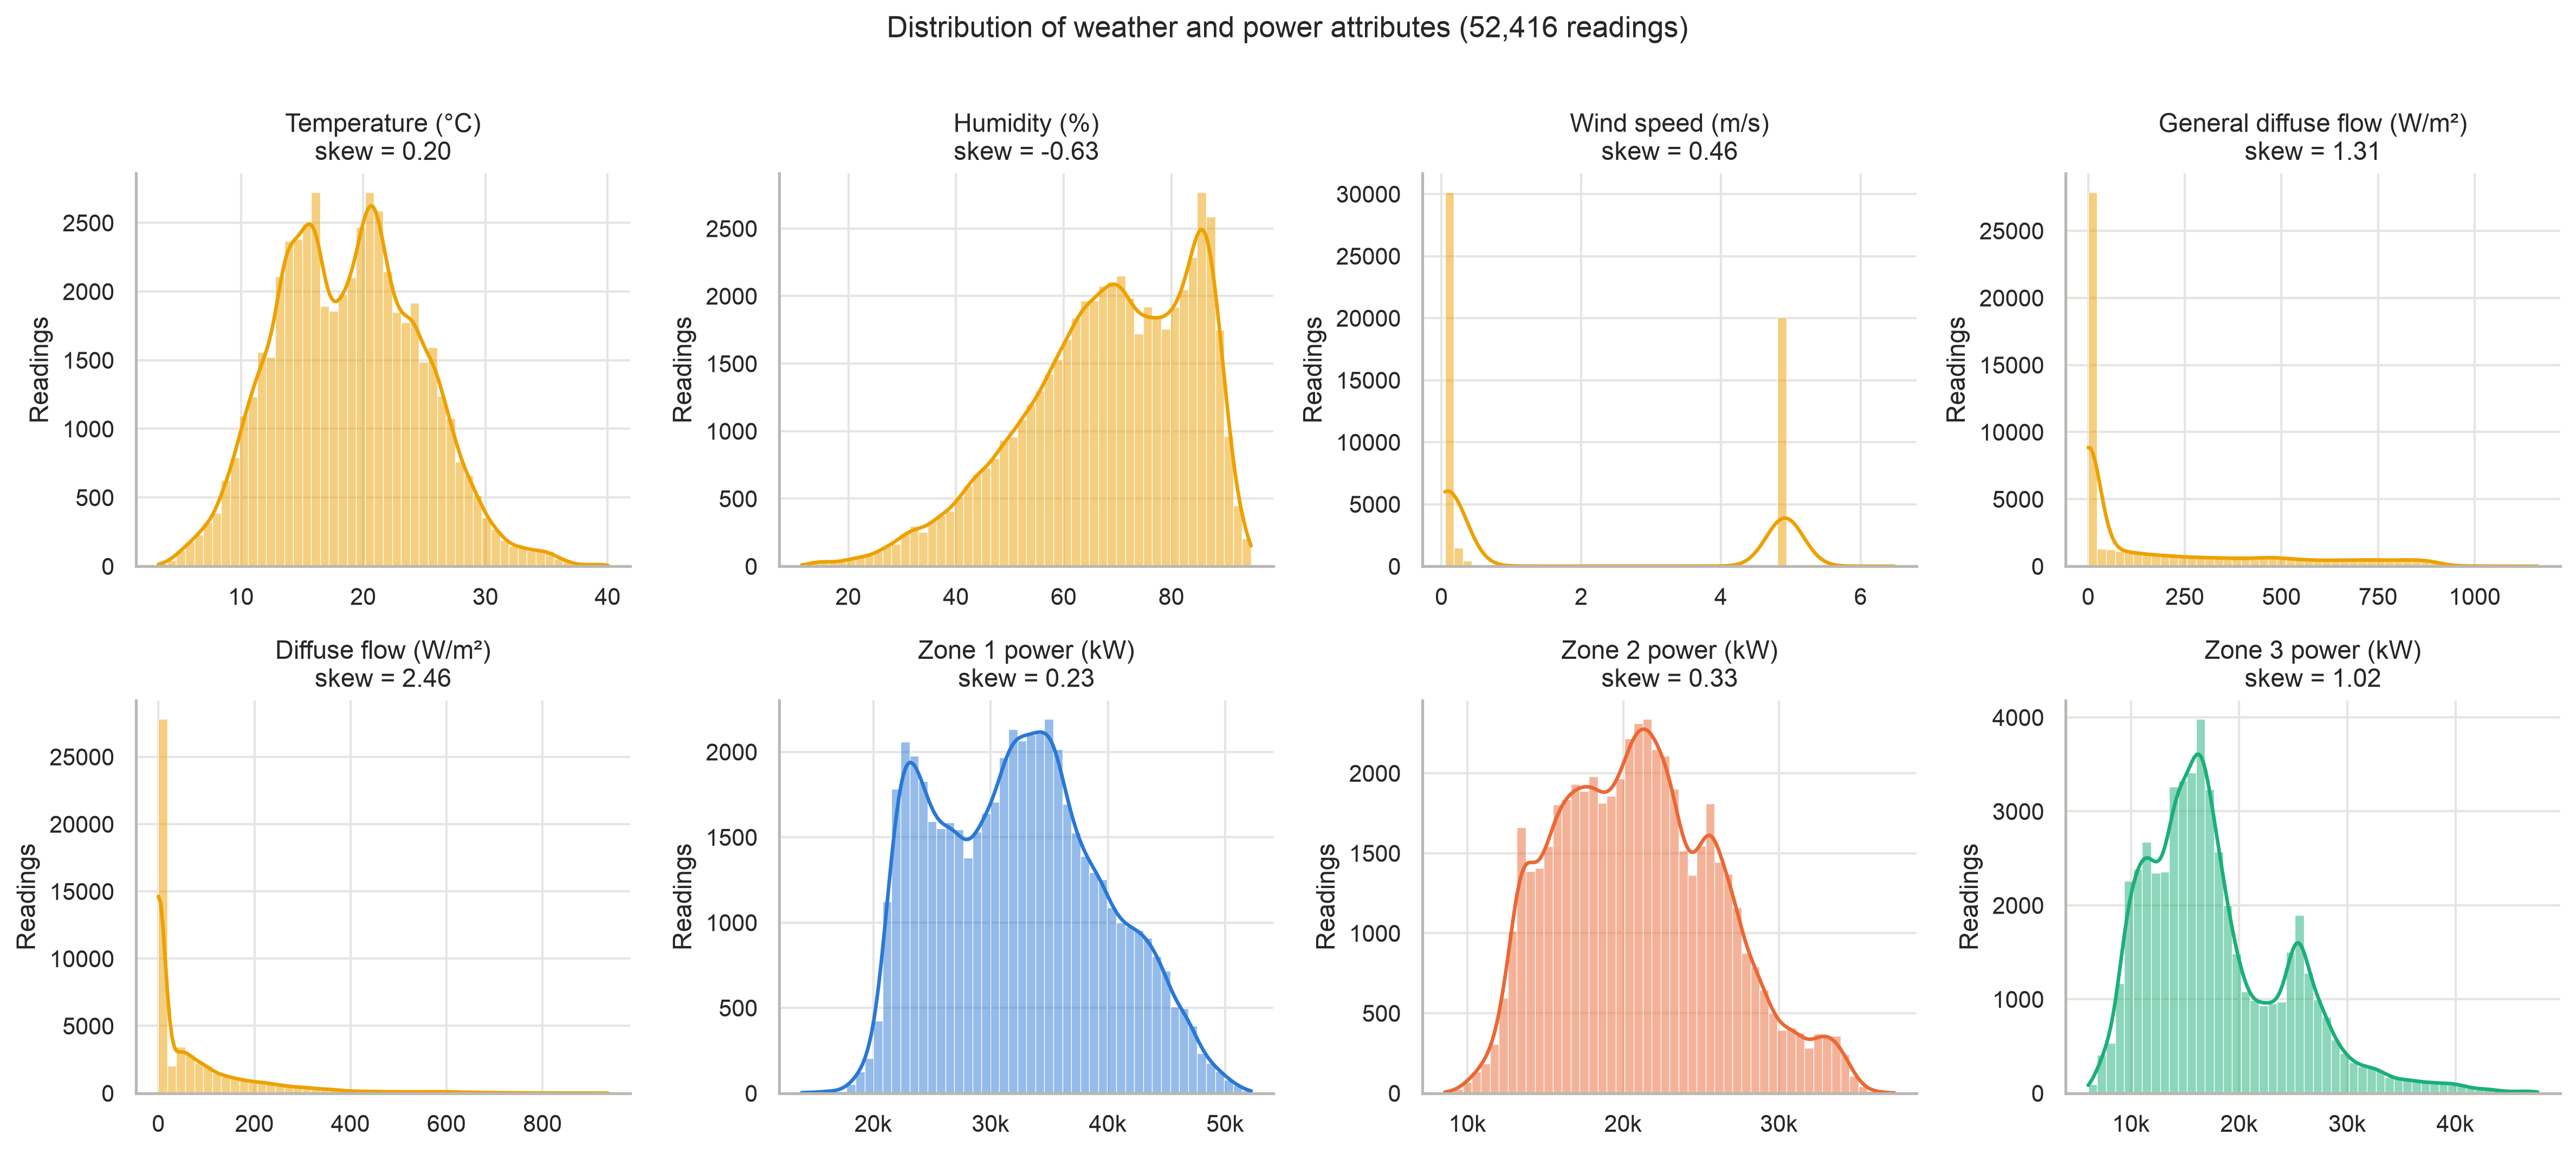 Distribution of weather and power attributes (52,416 readings)
Temperature (°C)
skew = 0.20
Readings
2500
2000
1500
1000
500
0
10 20 30 40
Humidity (%)
skew = -0.63
Readings
2500
2000
1500
1000
500
0
20 40 60 80
Wind speed (m/s)
skew = 0.46
Readings
30000
25000
20000
15000
10000
5000
0
0 2 4 6
General diffuse flow (W/m²)
skew = 1.31
Readings
25000
20000
15000
10000
5000
0
0 250 500 750 1000
Diffuse flow (W/m²)
skew = 2.46
Readings
25000
20000
15000
10000
5000
0
0 200 400 600 800
Zone 1 power (kW)
skew = 0.23
Readings
2000
1500
1000
500
0
20k 30k 40k 50k
Zone 2 power (kW)
skew = 0.33
Readings
2000
1500
1000
500
0
10k 20k 30k
Zone 3 power (kW)
skew = 1.02
Readings
4000
3000
2000
1000
0
10k 20k 30k 40k